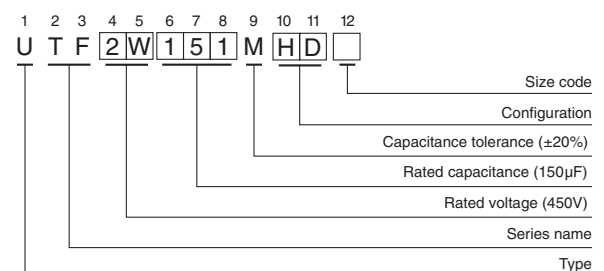 1 2 3 4 5 6 7 8 9 10 11 12
U T F 2 W 1 5 1 M H D
Size code
Configuration
Capacitance tolerance (±20%)
Rated capacitance (150µF)
Rated voltage (450V)
Series name
Type